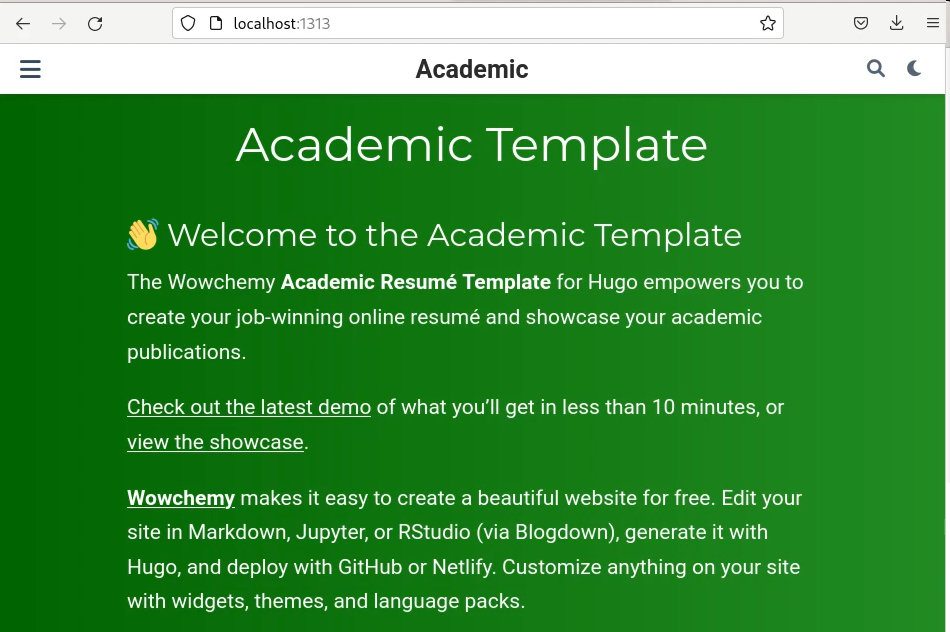 localhost:1313
Academic
Academic Template
👋 Welcome to the Academic Template
The Wowchemy Academic Resumé Template for Hugo empowers you to
create your job-winning online resumé and showcase your academic
publications.
Check out the latest demo of what you’ll get in less than 10 minutes, or
view the showcase.
Wowchemy makes it easy to create a beautiful website for free. Edit your
site in Markdown, Jupyter, or RStudio (via Blogdown), generate it with
Hugo, and deploy with GitHub or Netlify. Customize anything on your site
with widgets, themes, and language packs.